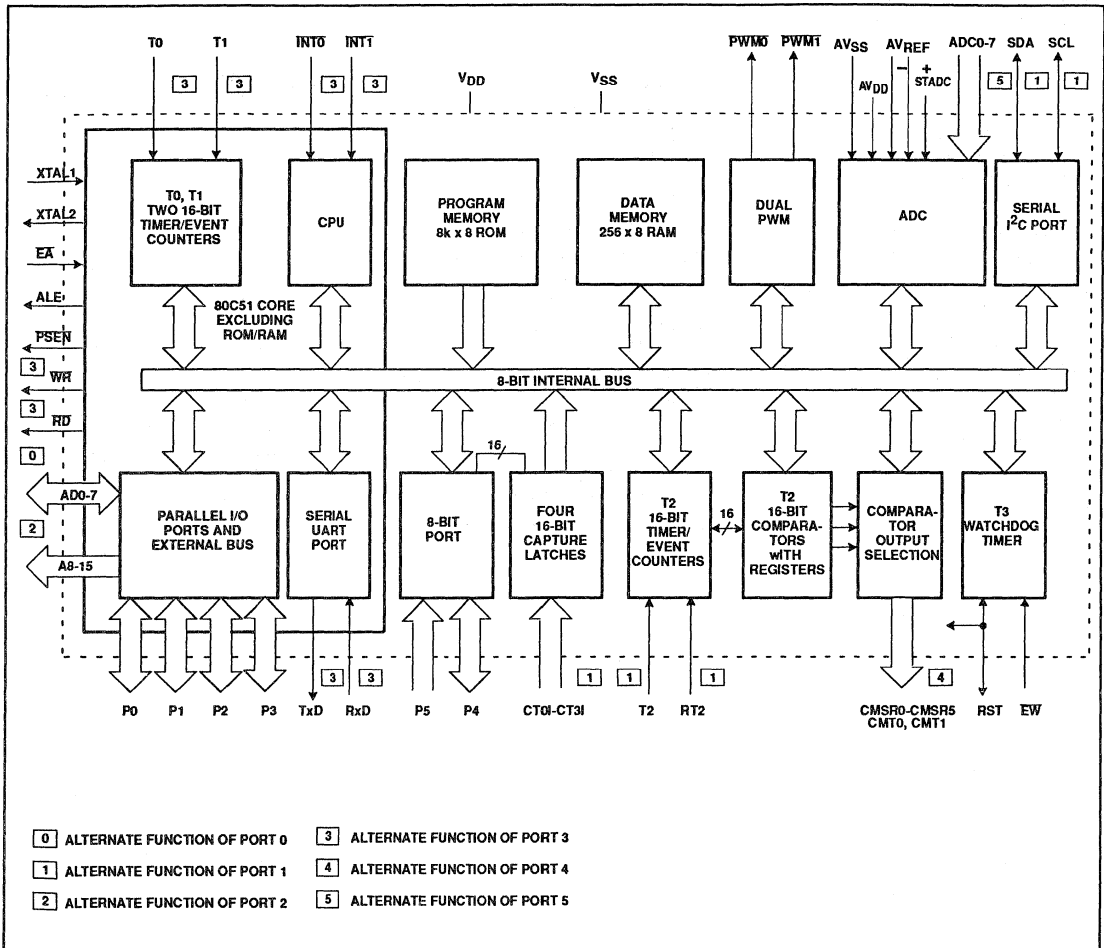 T0 T1 INT0 INT1 PWM0 PWM1 AVSS AVREF ADC0-7 SDA SCL
3 3 3 3 VDD VSS AVDD − + STADC 5 1 1
XTAL1
XTAL2
EA
ALE
PSEN
3
WR
3
RD
0
AD0-7
2
A8-15
T0, T1
TWO 16-BIT
TIMER/EVENT
COUNTERS
CPU
PROGRAM
MEMORY
8k x 8 ROM
DATA
MEMORY
256 x 8 RAM
DUAL
PWM
ADC
SERIAL
I²C PORT
80C51 CORE
EXCLUDING
ROM/RAM
8-BIT INTERNAL BUS
PARALLEL I/O
PORTS AND
EXTERNAL BUS
SERIAL
UART
PORT
8-BIT
PORT
16
FOUR
16-BIT
CAPTURE
LATCHES
T2
16-BIT
TIMER/
EVENT
COUNTERS
16
T2
16-BIT
COMPARA-
TORS
wITH
REGISTERS
COMPARA-
TOR
OUTPUT
SELECTION
T3
WATCHDOG
TIMER
3 3 1 1 1 4
P0 P1 P2 P3 TxD RxD P5 P4 CT0I-CT3I T2 RT2 CMSR0-CMSR5 RST EW
CMT0, CMT1
0 ALTERNATE FUNCTION OF PORT 0
1 ALTERNATE FUNCTION OF PORT 1
2 ALTERNATE FUNCTION OF PORT 2
3 ALTERNATE FUNCTION OF PORT 3
4 ALTERNATE FUNCTION OF PORT 4
5 ALTERNATE FUNCTION OF PORT 5